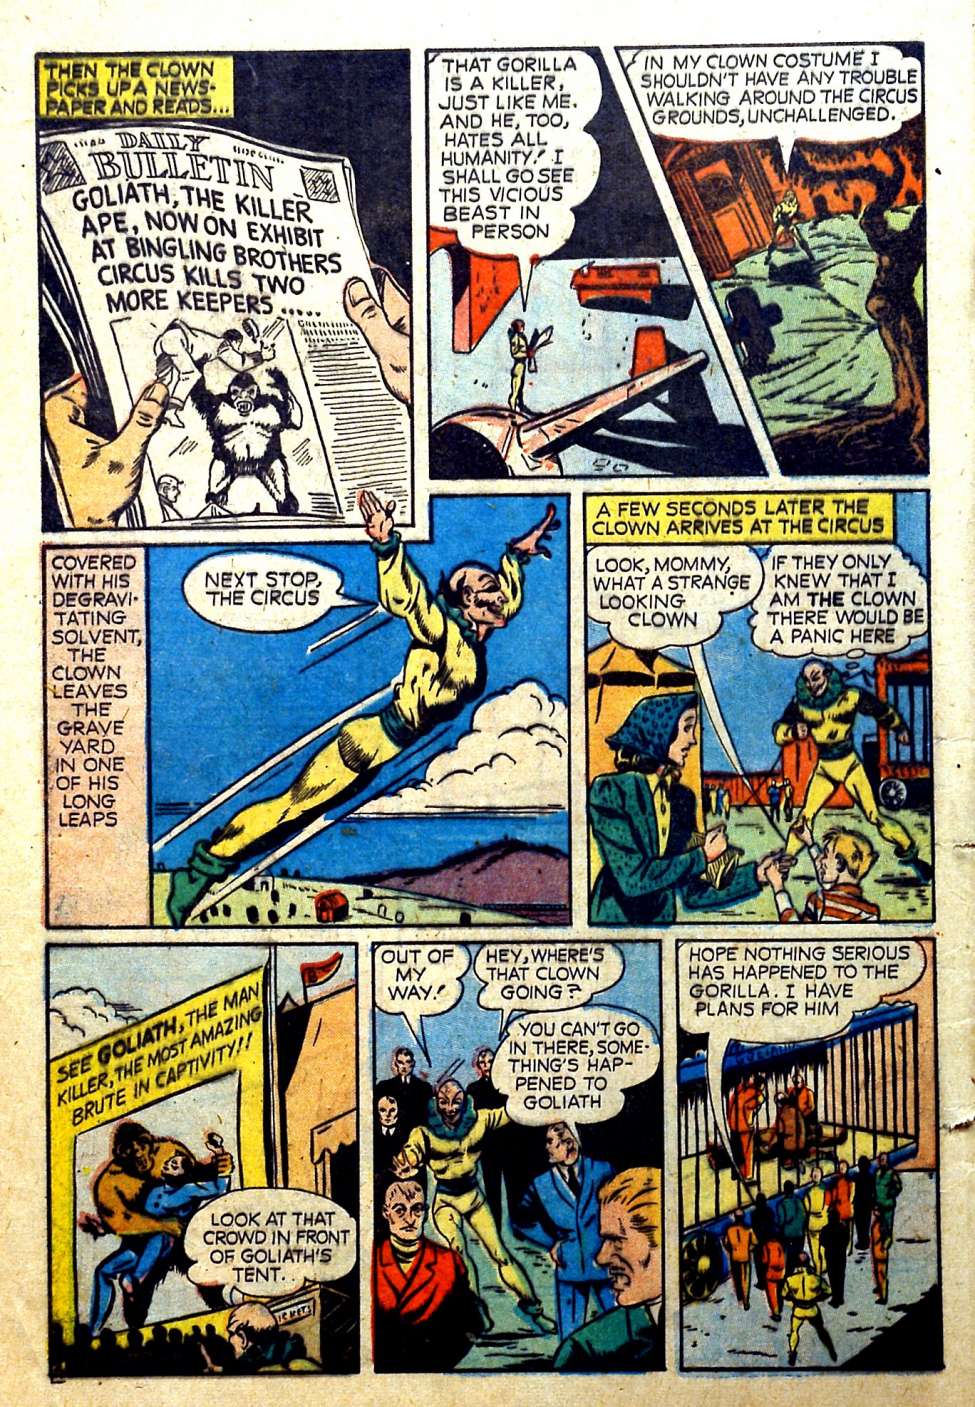 THEN THE CLOWN
PICKS UP A NEWS-
PAPER AND READS...
DAILY
BULLETIN
GOLIATH, THE KILLER
APE, NOW ON EXHIBIT
AT BINGLING BROTHERS
CIRCUS KILLS TWO
MORE KEEPERS.....
THAT GORILLA
IS A KILLER,
JUST LIKE ME.
AND HE, TOO,
HATES ALL
HUMANITY! I
SHALL GO SEE
THIS VICIOUS
BEAST IN
PERSON
IN MY CLOWN COSTUME I
SHOULDN'T HAVE ANY TROUBLE
WALKING AROUND THE CIRCUS
GROUNDS, UNCHALLENGED.
COVERED
WITH HIS
DEGRAVI-
TATING
SOLVENT,
THE
CLOWN
LEAVES
THE
GRAVE
YARD
IN ONE
OF HIS
LONG
LEAPS
NEXT STOP,
THE CIRCUS
A FEW SECONDS LATER THE
CLOWN ARRIVES AT THE CIRCUS
LOOK, MOMMY,
WHAT A STRANGE
LOOKING
CLOWN
IF THEY ONLY
KNEW THAT I
AM THE CLOWN
THERE WOULD BE
A PANIC HERE
SEE GOLIATH, THE MAN
KILLER, THE MOST AMAZING
BRUTE IN CAPTIVITY!!
LOOK AT THAT
CROWD IN FRONT
OF GOLIATH'S
TENT..
OUT OF
MY
WAY!
HEY, WHERE'S
THAT CLOWN
GOING?
YOU CAN'T GO
IN THERE, SOME-
THING'S HAP-
PENED TO
GOLIATH
HOPE NOTHING SERIOUS
HAS HAPPENED TO THE
GORILLA. I HAVE
PLANS FOR HIM